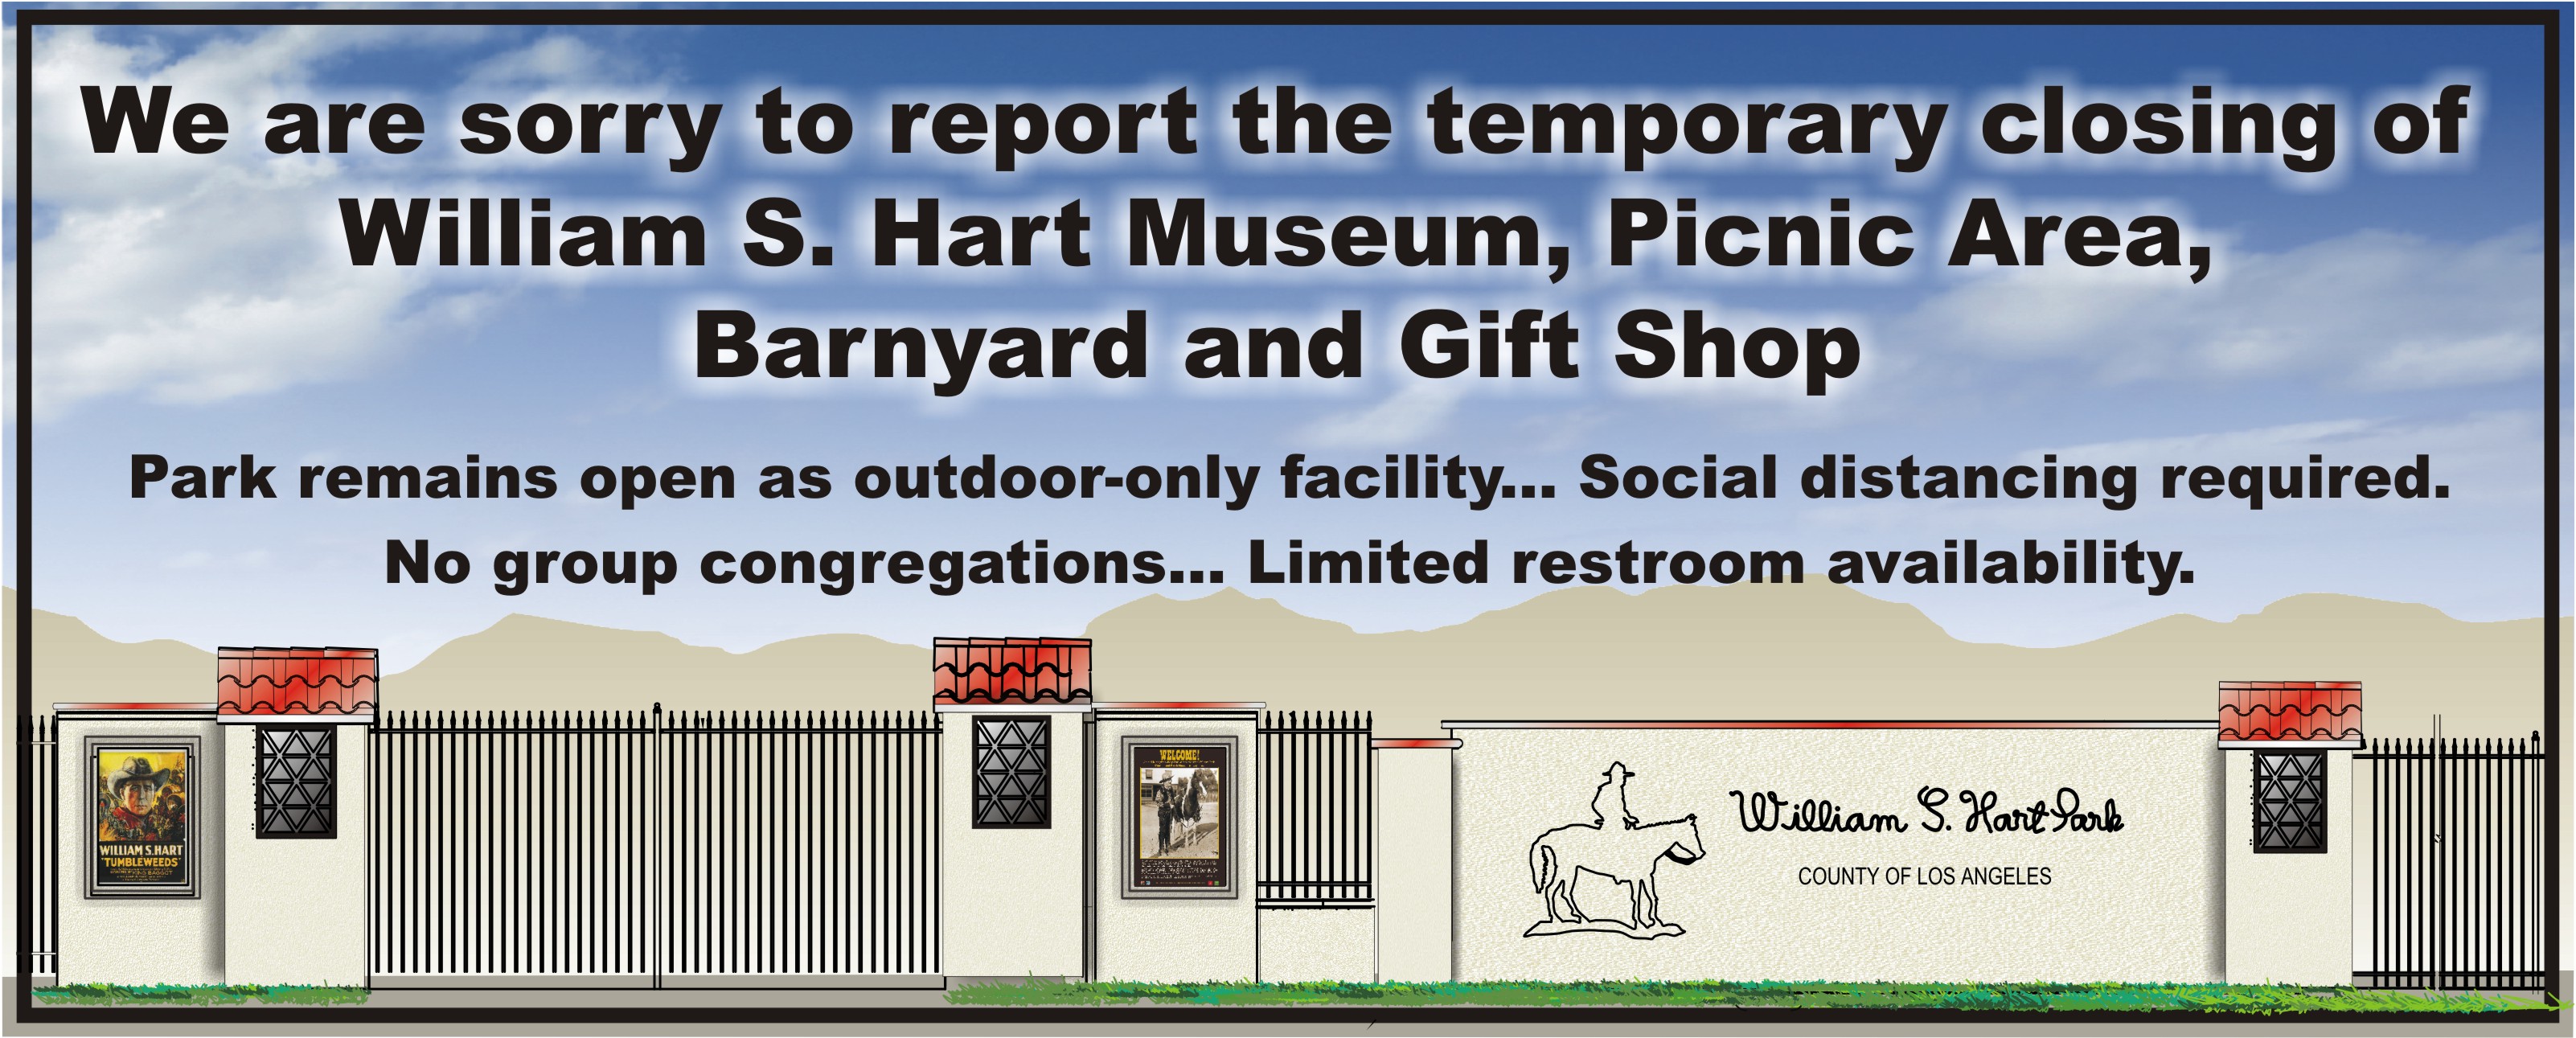 We are sorry to report the temporary closing of
William S. Hart Museum, Picnic Area,
Barnyard and Gift Shop
Park remains open as outdoor-only facility... Social distancing required.
No group congregations... Limited restroom availability.
WILLIAM S. HART
"TUMBLEWEEDS"
KING BAGGOT
WELCOME!
William S. Hart Park
COUNTY OF LOS ANGELES